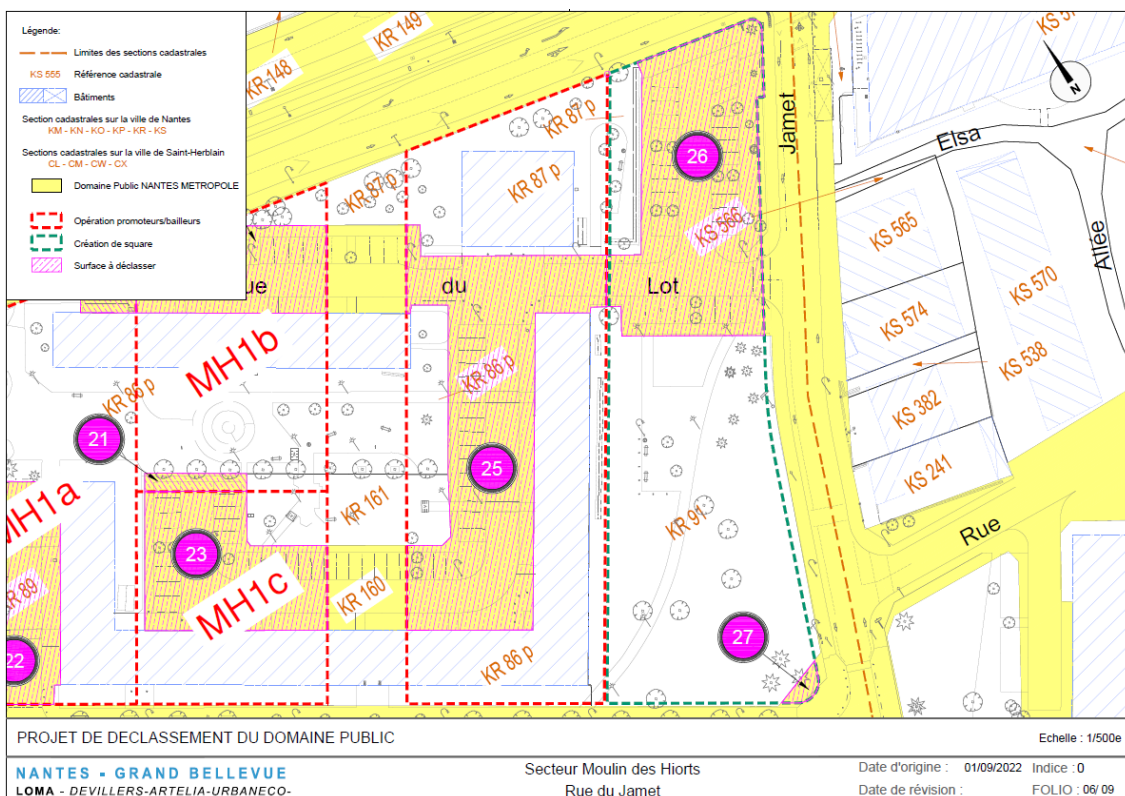 Légende:
Limites des sections cadastrales
KS 555 Référence cadastrale
Bâtiments
Section cadastrales sur la ville de Nantes
KM - KN - KO - KP - KR - KS
Sections cadastrales sur la ville de Saint-Herblain
CL - CM - CW - CX
Domaine Public NANTES METROPOLE
Opération promoteurs/bailleurs
Création de square
Surface à déclasser
KR 149
KR 148
KR 87 p
KR 87 p
KR 87 p
26
Jamet
Elsa
N
Allée
KS 566
KS 565
KS 570
KS 574
KS 538
KS 382
KS 241
Rue
du
Lot
MH1b
KR 86 p
KR 86 p
21
25
MH1a
KR 161
KR 91
23
MH1c
KR 160
KR 89
22
KR 86 p
27
PROJET DE DECLASSEMENT DU DOMAINE PUBLIC
Echelle : 1/500e
NANTES - GRAND BELLEVUE
LOMA - DEVILLERS-ARTELIA-URBANECO-
Secteur Moulin des Hiorts
Rue du Jamet
Date d'origine : 01/09/2022 Indice : 0
Date de révision : FOLIO : 06/ 09